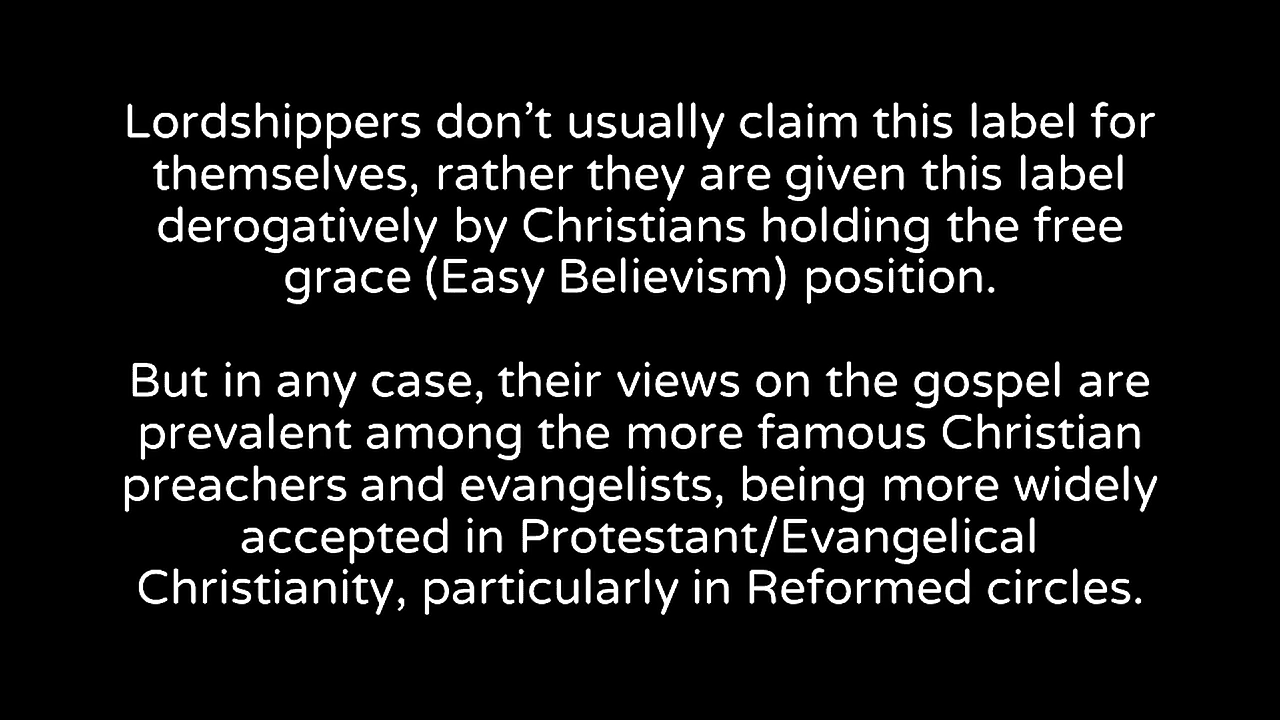 Lordshippers don’t usually claim this label for
themselves, rather they are given this label
derogatively by Christians holding the free
grace (Easy Believism) position.
But in any case, their views on the gospel are
prevalent among the more famous Christian
preachers and evangelists, being more widely
accepted in Protestant/Evangelical
Christianity, particularly in Reformed circles.